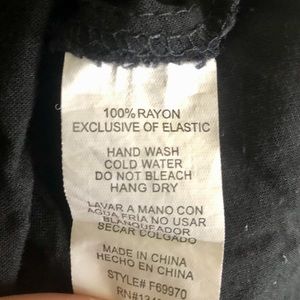 100% RAYON
EXCLUSIVE OF ELASTIC
HAND WASH
COLD WATER
DO NOT BLEACH
HANG DRY
LAVAR A MANO CON
AGUA FRIA NO USAR
BLANQUEADOR
SECAR COLGADO
MADE IN CHINA
HECHO EN CHINA
STYLE# F69970